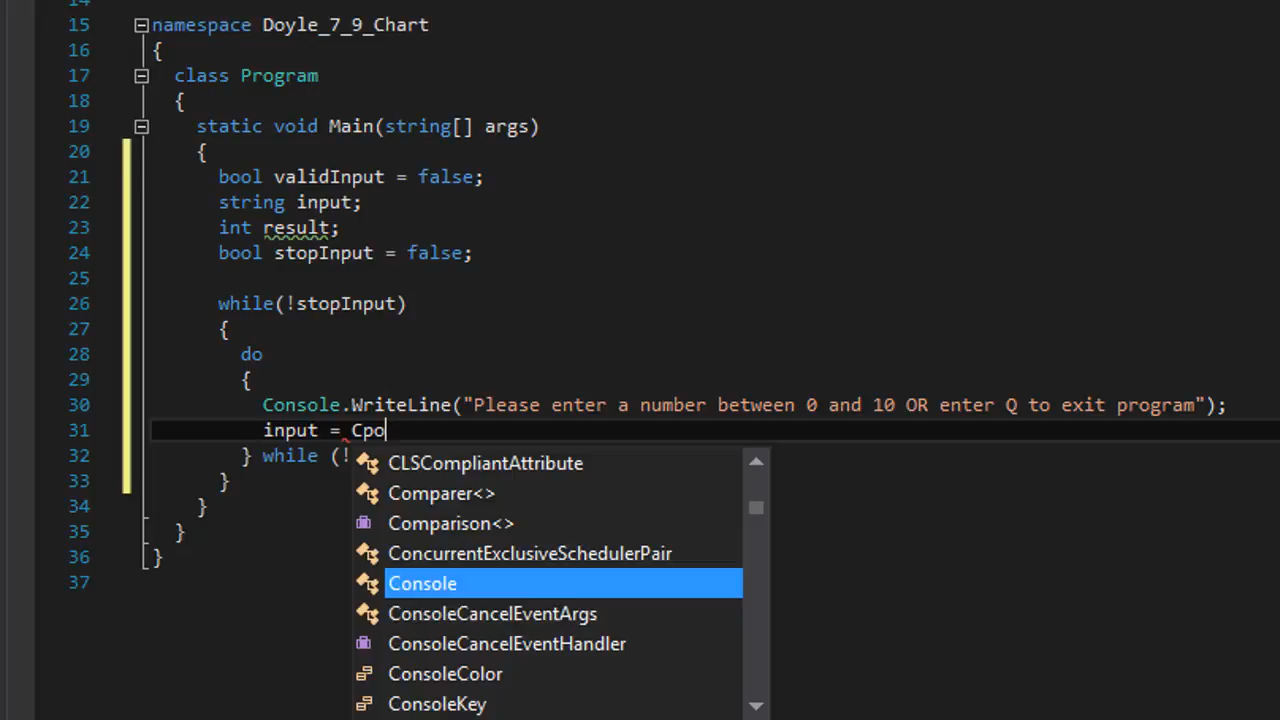 14
15 namespace Doyle_7_9_Chart
16 {
17 class Program
18 {
19 static void Main(string[] args)
20 {
21 bool validInput = false;
22 string input;
23 int result;
24 bool stopInput = false;
25
26 while(!stopInput)
27 {
28 do
29 {
30 Console.WriteLine("Please enter a number between 0 and 10 OR enter Q to exit program");
31 input = Cpo
32 } while (!
33 }
34 }
35 }
36 }
37
CLSCompliantAttribute
Comparer<>
Comparison<>
ConcurrentExclusiveSchedulerPair
Console
ConsoleCancelEventArgs
ConsoleCancelEventHandler
ConsoleColor
ConsoleKey